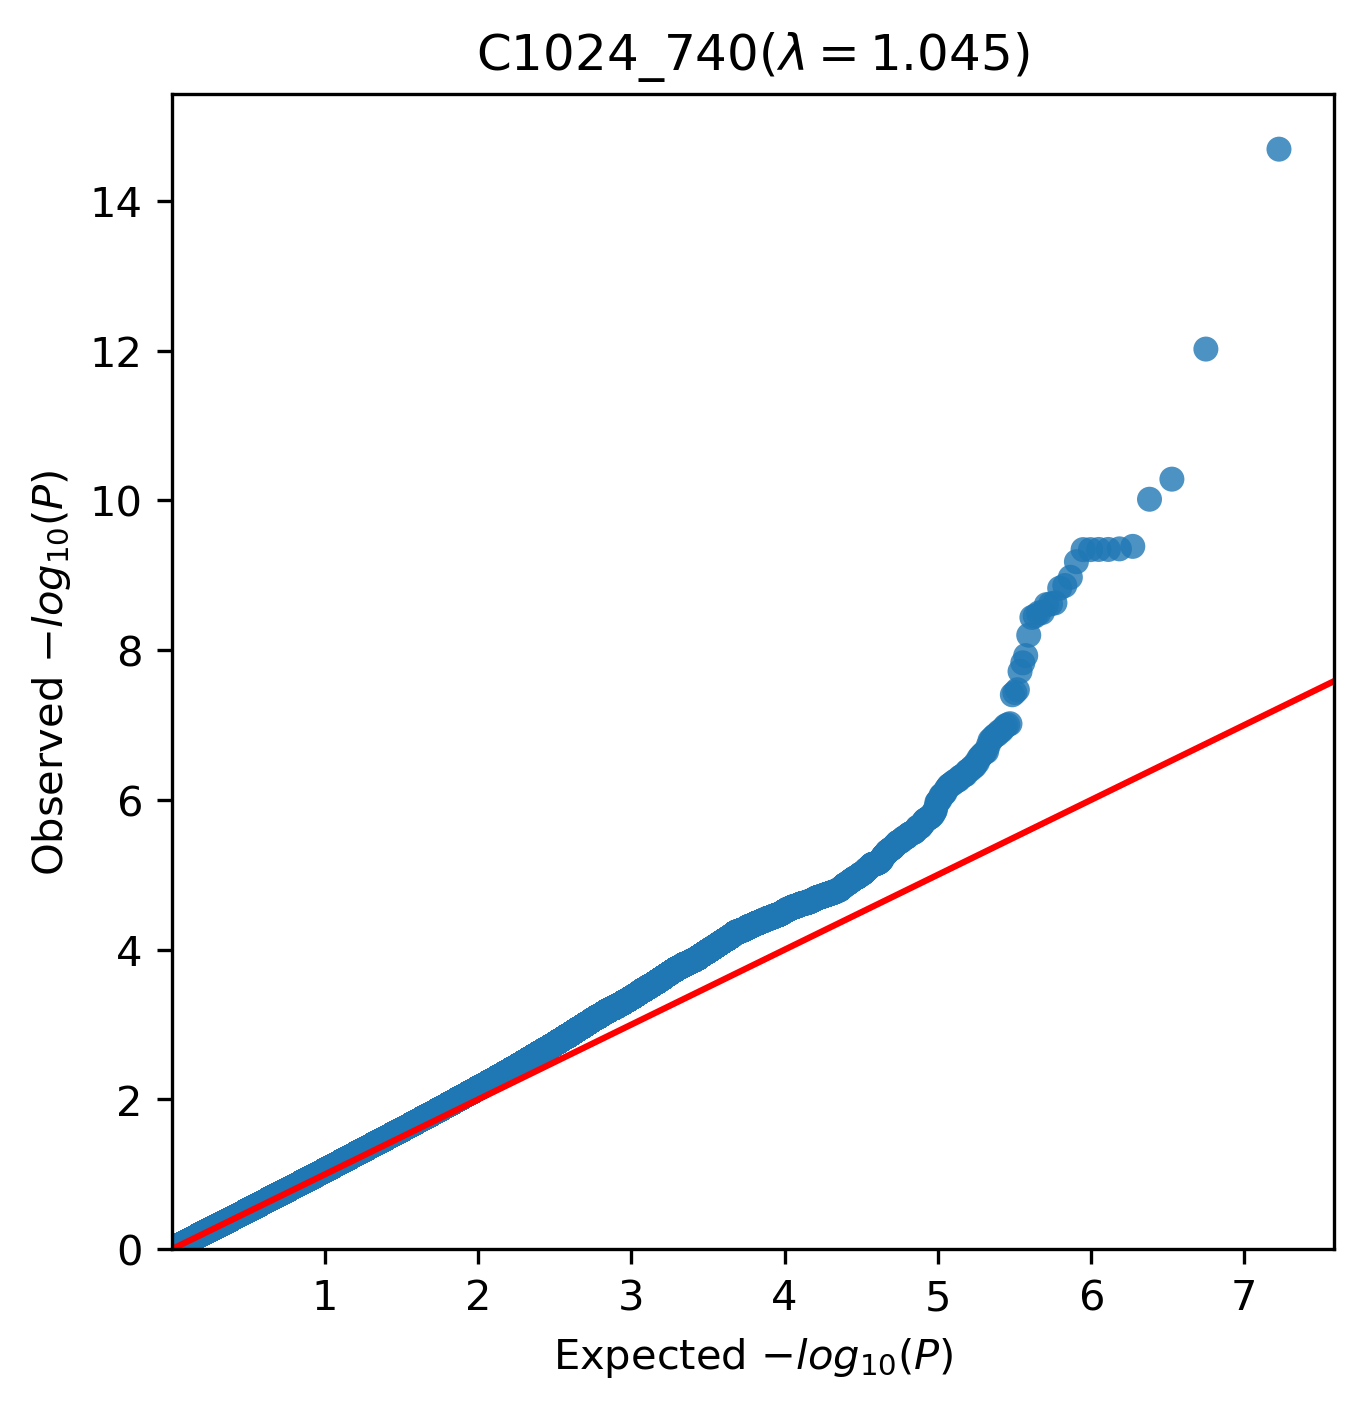 C1024_740(λ = 1.045)
14
12
10
8
6
4
2
0
Observed −log₁₀(P)
1 2 3 4 5 6 7
Expected −log₁₀(P)